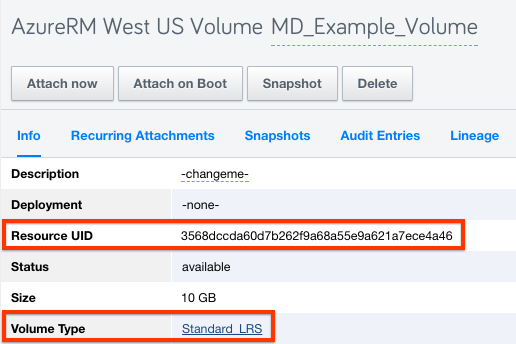 AzureRM West US Volume MD_Example_Volume
Attach now Attach on Boot Snapshot Delete
Info Recurring Attachments Snapshots Audit Entries Lineage
Description -changeme-
Deployment -none-
Resource UID 3568dccda60d7b262f9a68a55e9a621a7ece4a46
Status available
Size 10 GB
Volume Type Standard_LRS